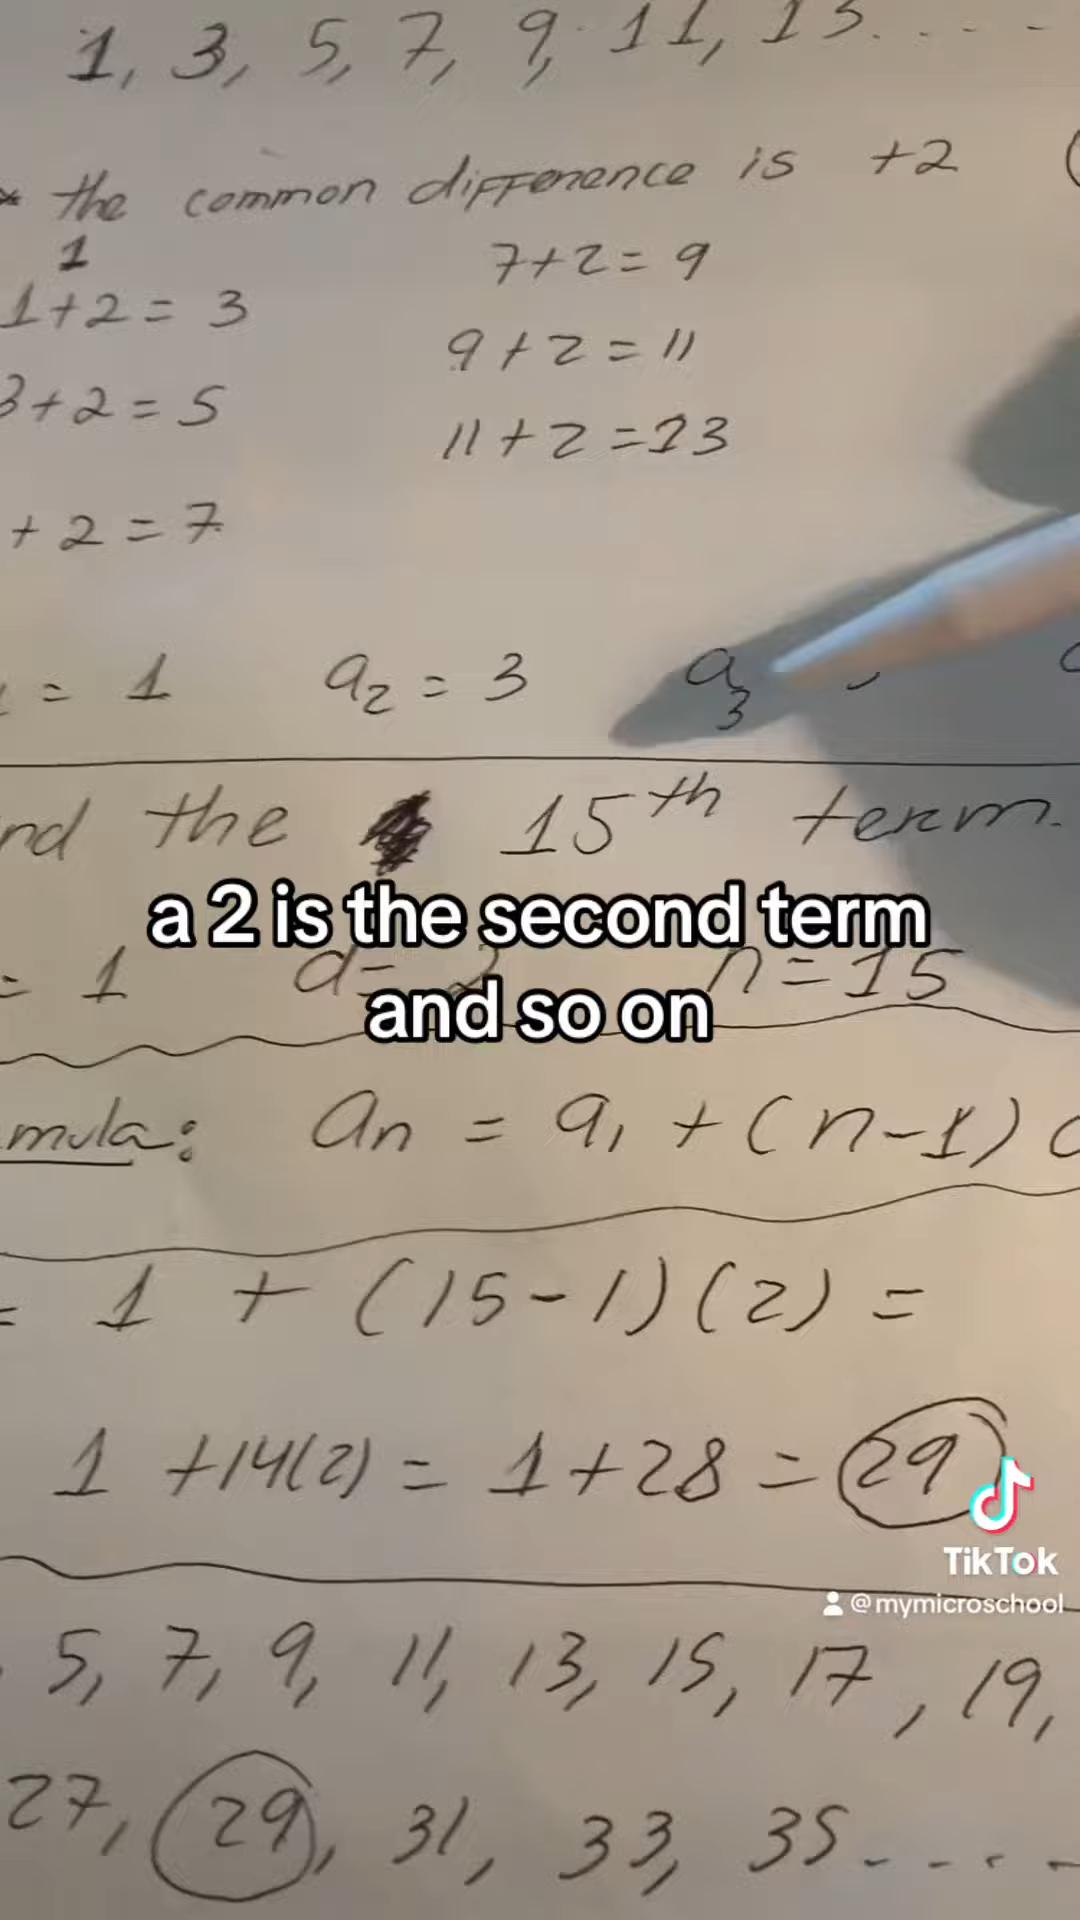 1, 3, 5, 7, 9, 11, 13....-
* the common difference is +2
1
1+2= 3
7+2= 9
9+2=11
3+2=5
11+2=13
+2=7
= 1 a2 = 3 a3
nd the 15th term.
a 2 is the second term
= 1 d= 2 n=15
and so on
mula: an = a1 + (n-1)
= 1 + (15-1)(2) =
1 +14(2) = 1+28 = 29
TikTok
@mymicroschool
5, 7, 9, 11, 13, 15, 17, 19,
27, 29, 31, 33, 35....-